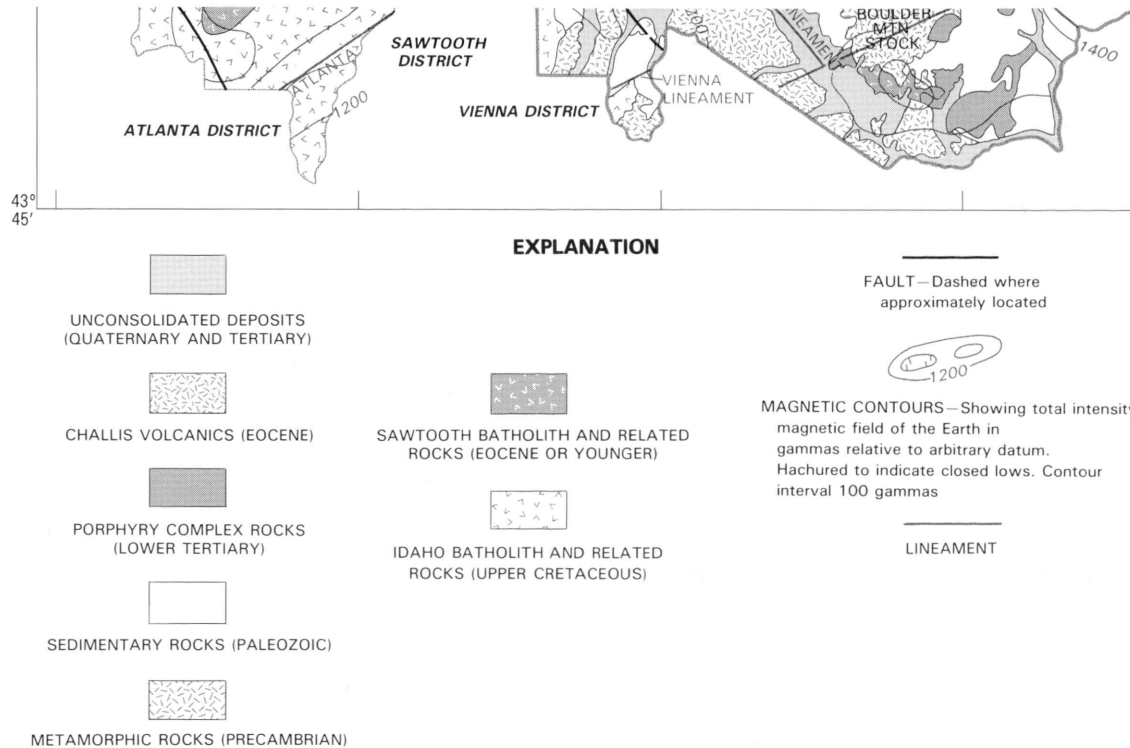 1200
BOULDER
MTN
STOCK
LINEAMENT
1400
SAWTOOTH
DISTRICT
ATLANTA
1200
VIENNA
LINEAMENT
VIENNA DISTRICT
ATLANTA DISTRICT
43°
45'
EXPLANATION
UNCONSOLIDATED DEPOSITS
(QUATERNARY AND TERTIARY)
CHALLIS VOLCANICS (EOCENE)
PORPHYRY COMPLEX ROCKS
(LOWER TERTIARY)
SEDIMENTARY ROCKS (PALEOZOIC)
METAMORPHIC ROCKS (PRECAMBRIAN)
SAWTOOTH BATHOLITH AND RELATED
ROCKS (EOCENE OR YOUNGER)
IDAHO BATHOLITH AND RELATED
ROCKS (UPPER CRETACEOUS)
FAULT—Dashed where
approximately located
1200
MAGNETIC CONTOURS—Showing total intensity
magnetic field of the Earth in
gammas relative to arbitrary datum.
Hachured to indicate closed lows. Contour
interval 100 gammas
LINEAMENT